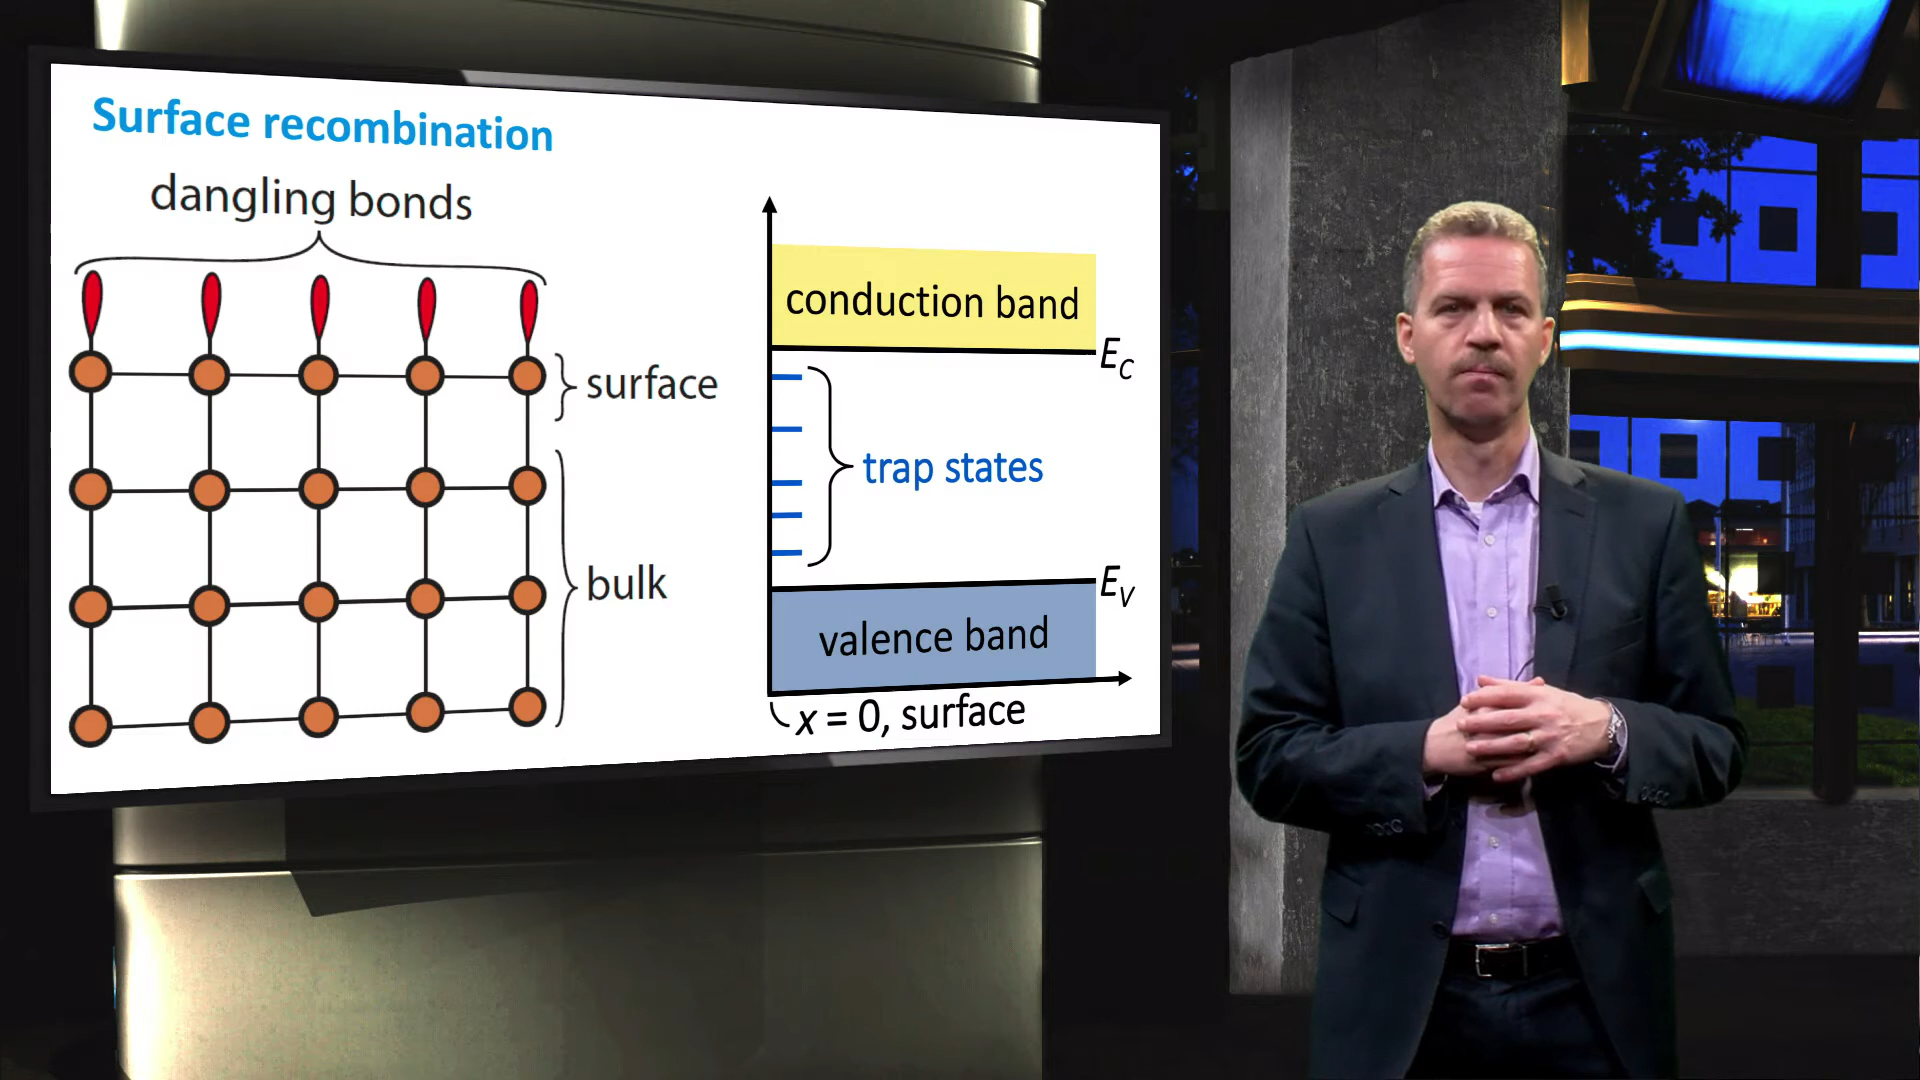 Surface recombination
dangling bonds
surface
bulk
conduction band
E_C
trap states
E_V
valence band
x = 0, surface